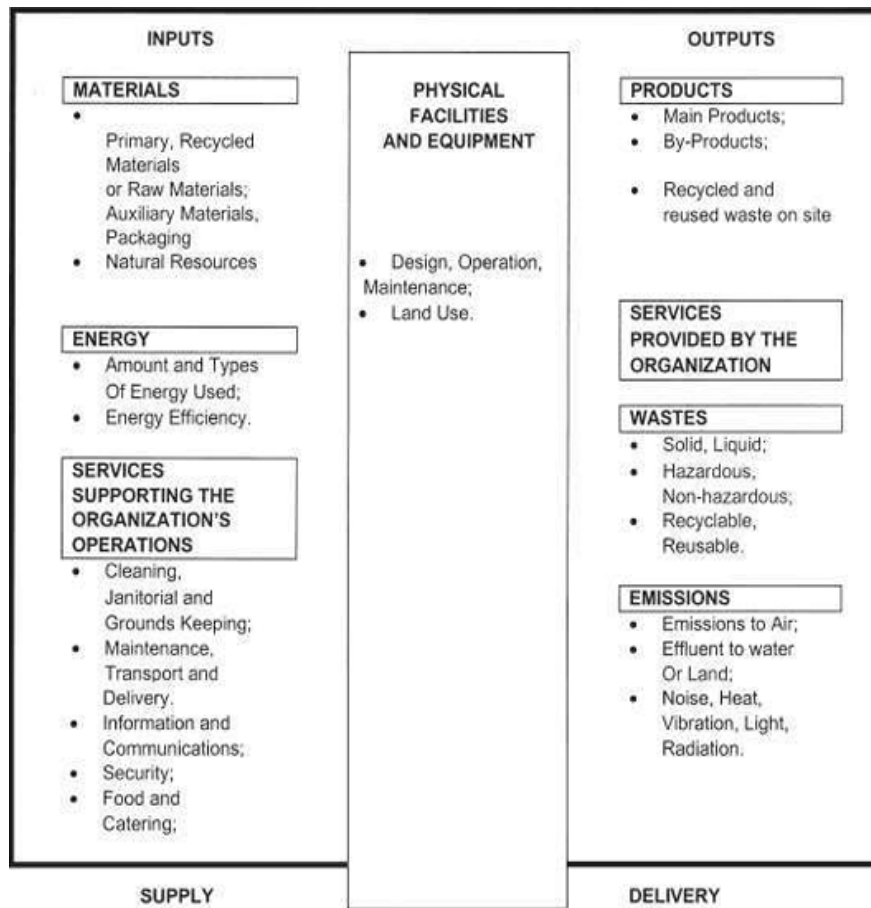 INPUTS
MATERIALS
•
Primary, Recycled
Materials
or Raw Materials;
Auxiliary Materials,
Packaging
• Natural Resources
ENERGY
• Amount and Types
Of Energy Used;
• Energy Efficiency.
SERVICES
SUPPORTING THE
ORGANIZATION'S
OPERATIONS
• Cleaning,
Janitorial and
Grounds Keeping;
• Maintenance,
Transport and
Delivery.
• Information and
Communications;
• Security;
• Food and
Catering;
SUPPLY
PHYSICAL
FACILITIES
AND EQUIPMENT
• Design, Operation,
Maintenance;
• Land Use.
OUTPUTS
PRODUCTS
• Main Products;
• By-Products;
• Recycled and
reused waste on site
SERVICES
PROVIDED BY THE
ORGANIZATION
WASTES
• Solid, Liquid;
• Hazardous,
Non-hazardous;
• Recyclable,
Reusable.
EMISSIONS
• Emissions to Air;
• Effluent to water
Or Land;
• Noise, Heat,
Vibration, Light,
Radiation.
DELIVERY